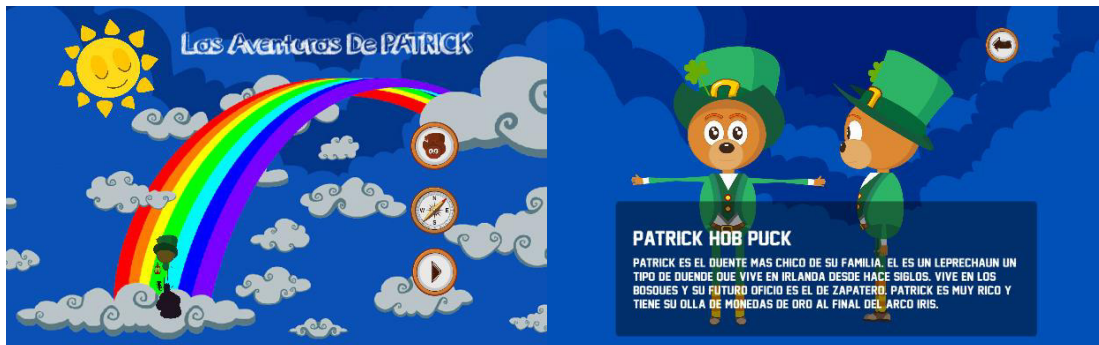 Las Aventuras De PATRICK
N
W E
S
PATRICK HOB PUCK
PATRICK ES EL DUENTE MAS CHICO DE SU FAMILIA, EL ES UN LEPRECHAUN UN
TIPO DE DUENDE QUE VIVE EN IRLANDA DESDE HACE SIGLOS. VIVE EN LOS
BOSQUES Y SU FUTURO OFICIO ES EL DE ZAPATERO. PATRICK ES MUY RICO Y
TIENE SU OLLA DE MONEDAS DE ORO AL FINAL DEL ARCO IRIS.